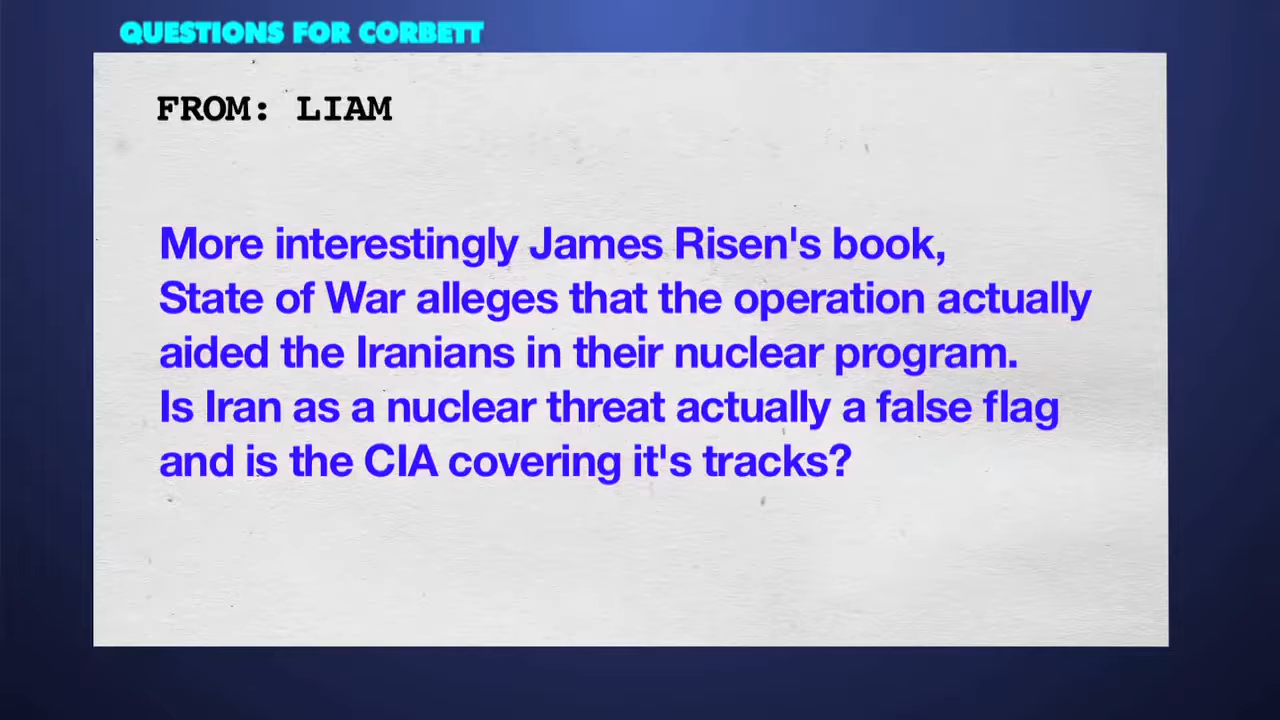 QUESTIONS FOR CORBETT
FROM: LIAM
More interestingly James Risen's book,
State of War alleges that the operation actually
aided the Iranians in their nuclear program.
Is Iran as a nuclear threat actually a false flag
and is the CIA covering it's tracks?